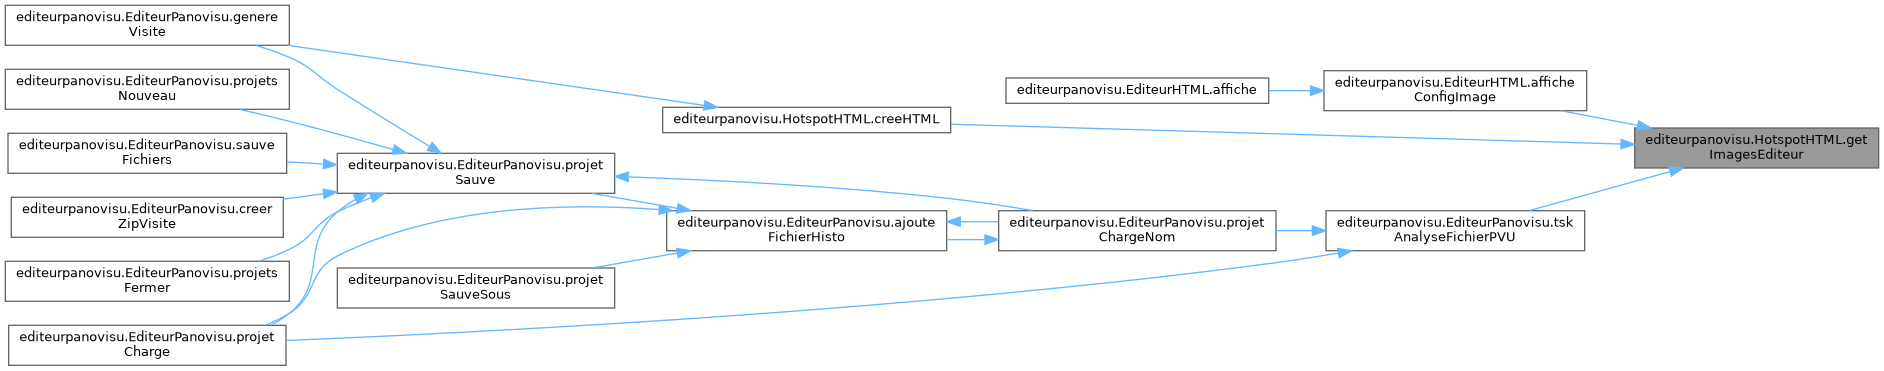 editeurpanovisu.EditeurPanovisu.genere
Visite
editeurpanovisu.EditeurPanovisu.projets
Nouveau
editeurpanovisu.EditeurPanovisu.sauve
Fichiers
editeurpanovisu.EditeurPanovisu.creer
ZipVisite
editeurpanovisu.EditeurPanovisu.projets
Fermer
editeurpanovisu.EditeurPanovisu.projet
Charge
editeurpanovisu.EditeurPanovisu.projet
Sauve
editeurpanovisu.EditeurPanovisu.projet
SauveSous
editeurpanovisu.HotspotHTML.creeHTML
editeurpanovisu.EditeurPanovisu.ajoute
FichierHisto
editeurpanovisu.EditeurHTML.affiche
editeurpanovisu.EditeurPanovisu.projet
ChargeNom
editeurpanovisu.EditeurHTML.affiche
ConfigImage
editeurpanovisu.EditeurPanovisu.tsk
AnalyseFichierPVU
editeurpanovisu.HotspotHTML.get
ImagesEditeur